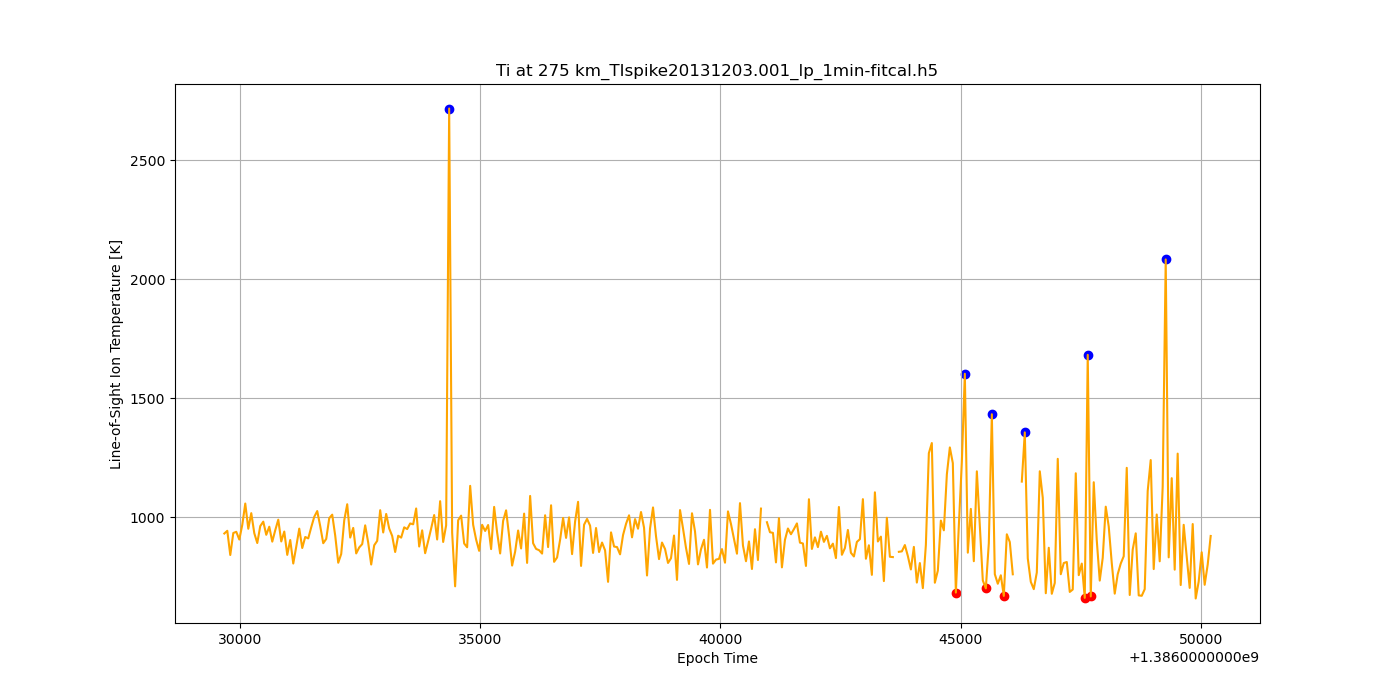 Ti at 275 km_TIspike20131203.001_lp_1min-fitcal.h5
Line-of-Sight Ion Temperature [K]
2500
2000
1500
1000
30000 35000 40000 45000 50000
Epoch Time
+1.3860000000e9